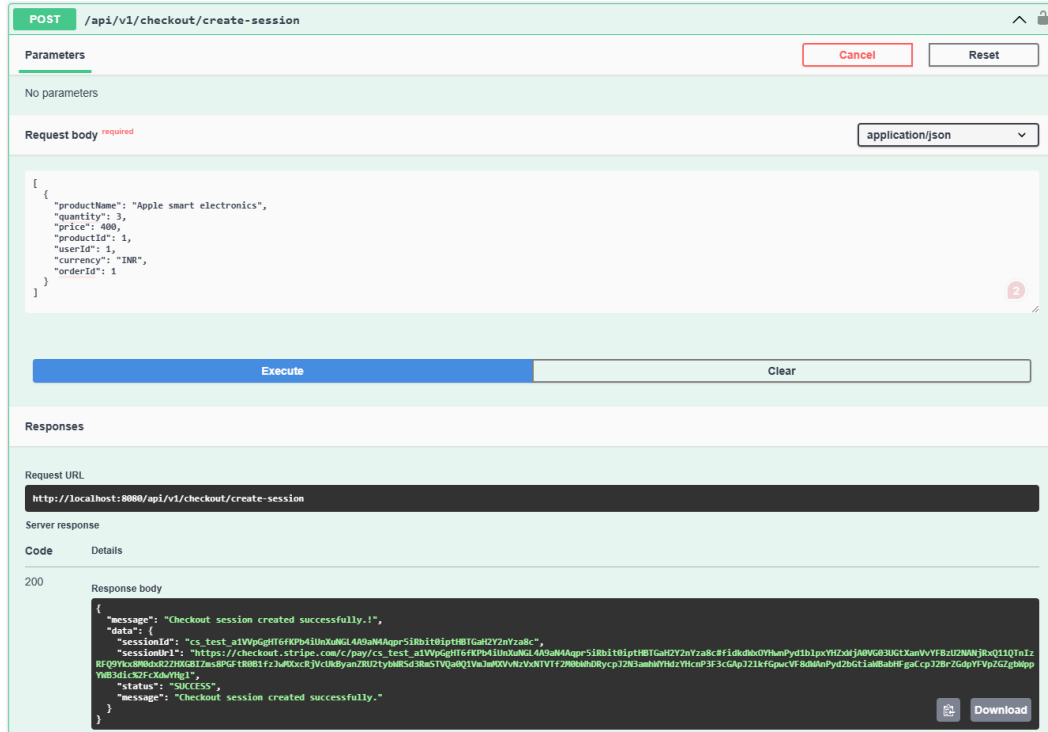 POST /api/v1/checkout/create-session
Parameters
Cancel
Reset
No parameters
Request body required
application/json
[
{
"productName": "Apple smart electronics",
"quantity": 3,
"price": 400,
"productId": 1,
"userId": 1,
"currency": "INR",
"orderId": 1
}
]
2
Execute
Clear
Responses
Request URL
http://localhost:8080/api/v1/checkout/create-session
Server response
Code Details
200
Response body
{
"message": "Checkout session created successfully.!",
"data": {
"sessionId":
"sessionUrl":
"status": "SUCCESS",
"message": "Checkout session created successfully."
}
}
Download